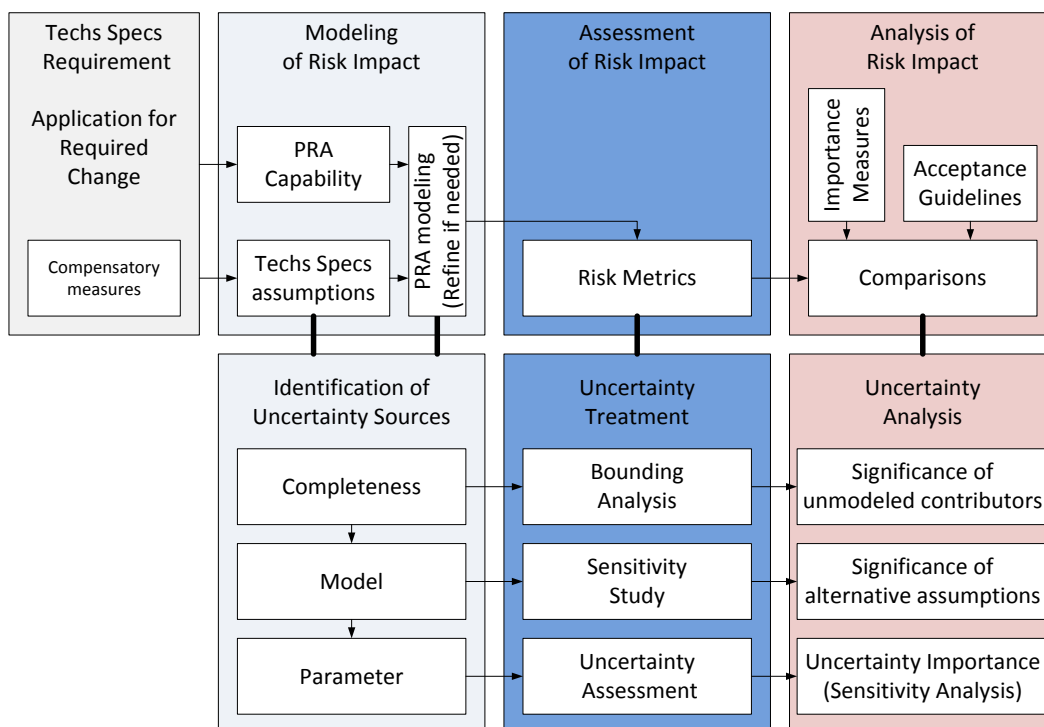 Techs Specs
Requirement
Application for
Required
Change
Compensatory
measures
Modeling
of Risk Impact
PRA
Capability
Techs Specs
assumptions
PRA modeling
(Refine if needed)
Assessment
of Risk Impact
Risk Metrics
Analysis of
Risk Impact
Importance
Measures
Acceptance
Guidelines
Comparisons
Identification of
Uncertainty Sources
Completeness
Model
Parameter
Uncertainty
Treatment
Bounding
Analysis
Sensitivity
Study
Uncertainty
Assessment
Uncertainty
Analysis
Significance of
unmodeled contributors
Significance of
alternative assumptions
Uncertainty Importance
(Sensitivity Analysis)